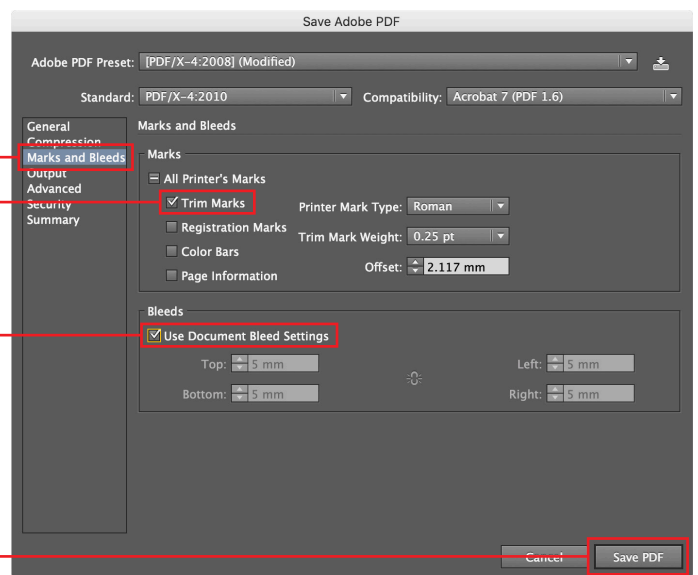 Save Adobe PDF
Adobe PDF Preset: [PDF/X-4:2008] (Modified)
Standard: PDF/X-4:2010 Compatibility: Acrobat 7 (PDF 1.6)
General
Compression
Marks and Bleeds
Output
Advanced
Security
Summary
Marks and Bleeds
Marks
All Printer's Marks
Trim Marks
Registration Marks
Color Bars
Page Information
Printer Mark Type: Roman
Trim Mark Weight: 0.25 pt
Offset: 2.117 mm
Bleeds
Use Document Bleed Settings
Top: 5 mm Left: 5 mm
Bottom: 5 mm Right: 5 mm
Cancel Save PDF